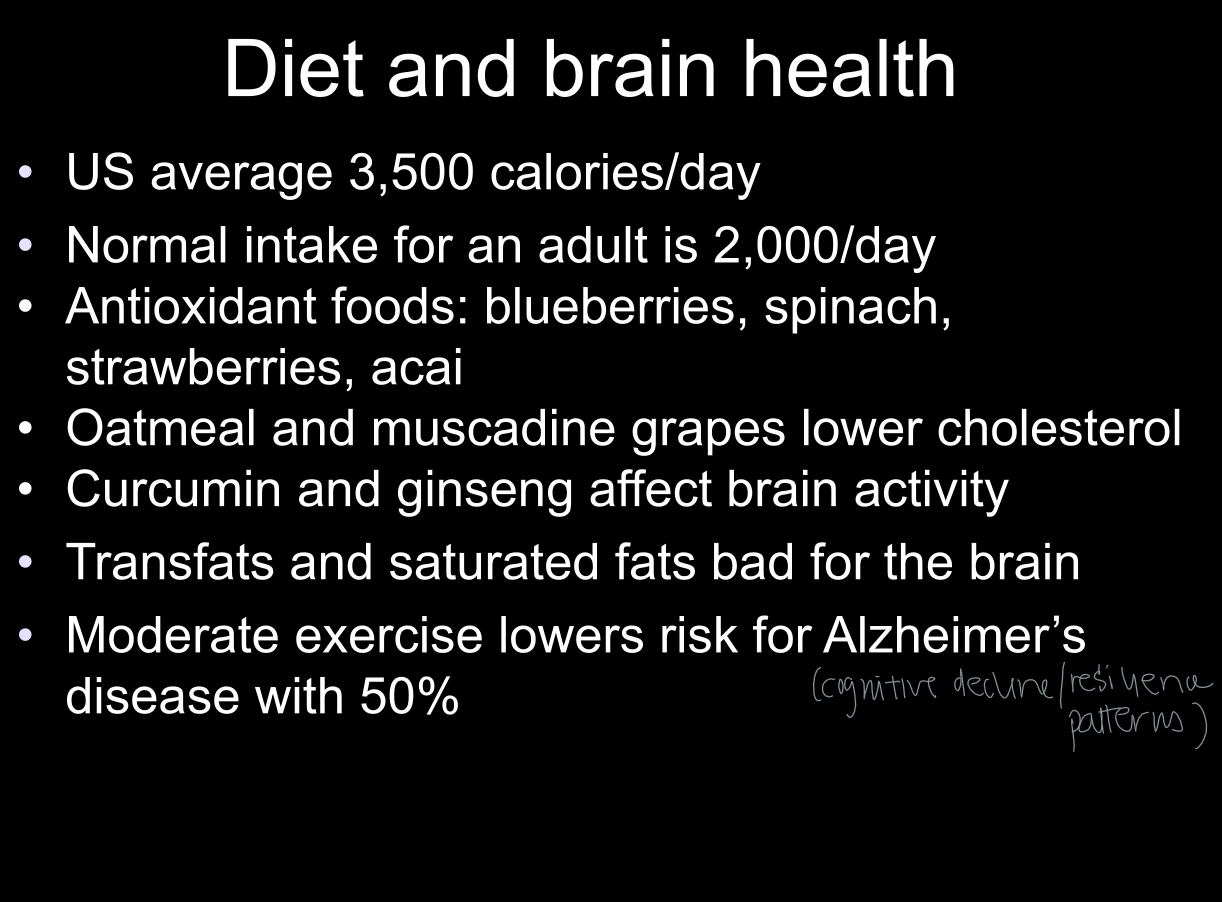 Diet and brain health
• US average 3,500 calories/day
• Normal intake for an adult is 2,000/day
• Antioxidant foods: blueberries, spinach,
strawberries, acai
• Oatmeal and muscadine grapes lower cholesterol
• Curcumin and ginseng affect brain activity
• Transfats and saturated fats bad for the brain
• Moderate exercise lowers risk for Alzheimer’s
disease with 50%
(cognitive decline/resilience
patterns)